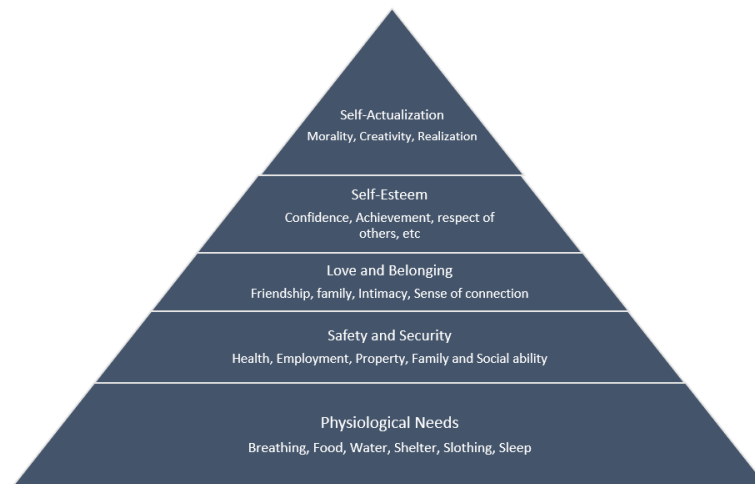 Self-Actualization
Morality, Creativity, Realization
Self-Esteem
Confidence, Achievement, respect of
others, etc
Love and Belonging
Friendship, family, Intimacy, Sense of connection
Safety and Security
Health, Employment, Property, Family and Social ability
Physiological Needs
Breathing, Food, Water, Shelter, Slothing, Sleep